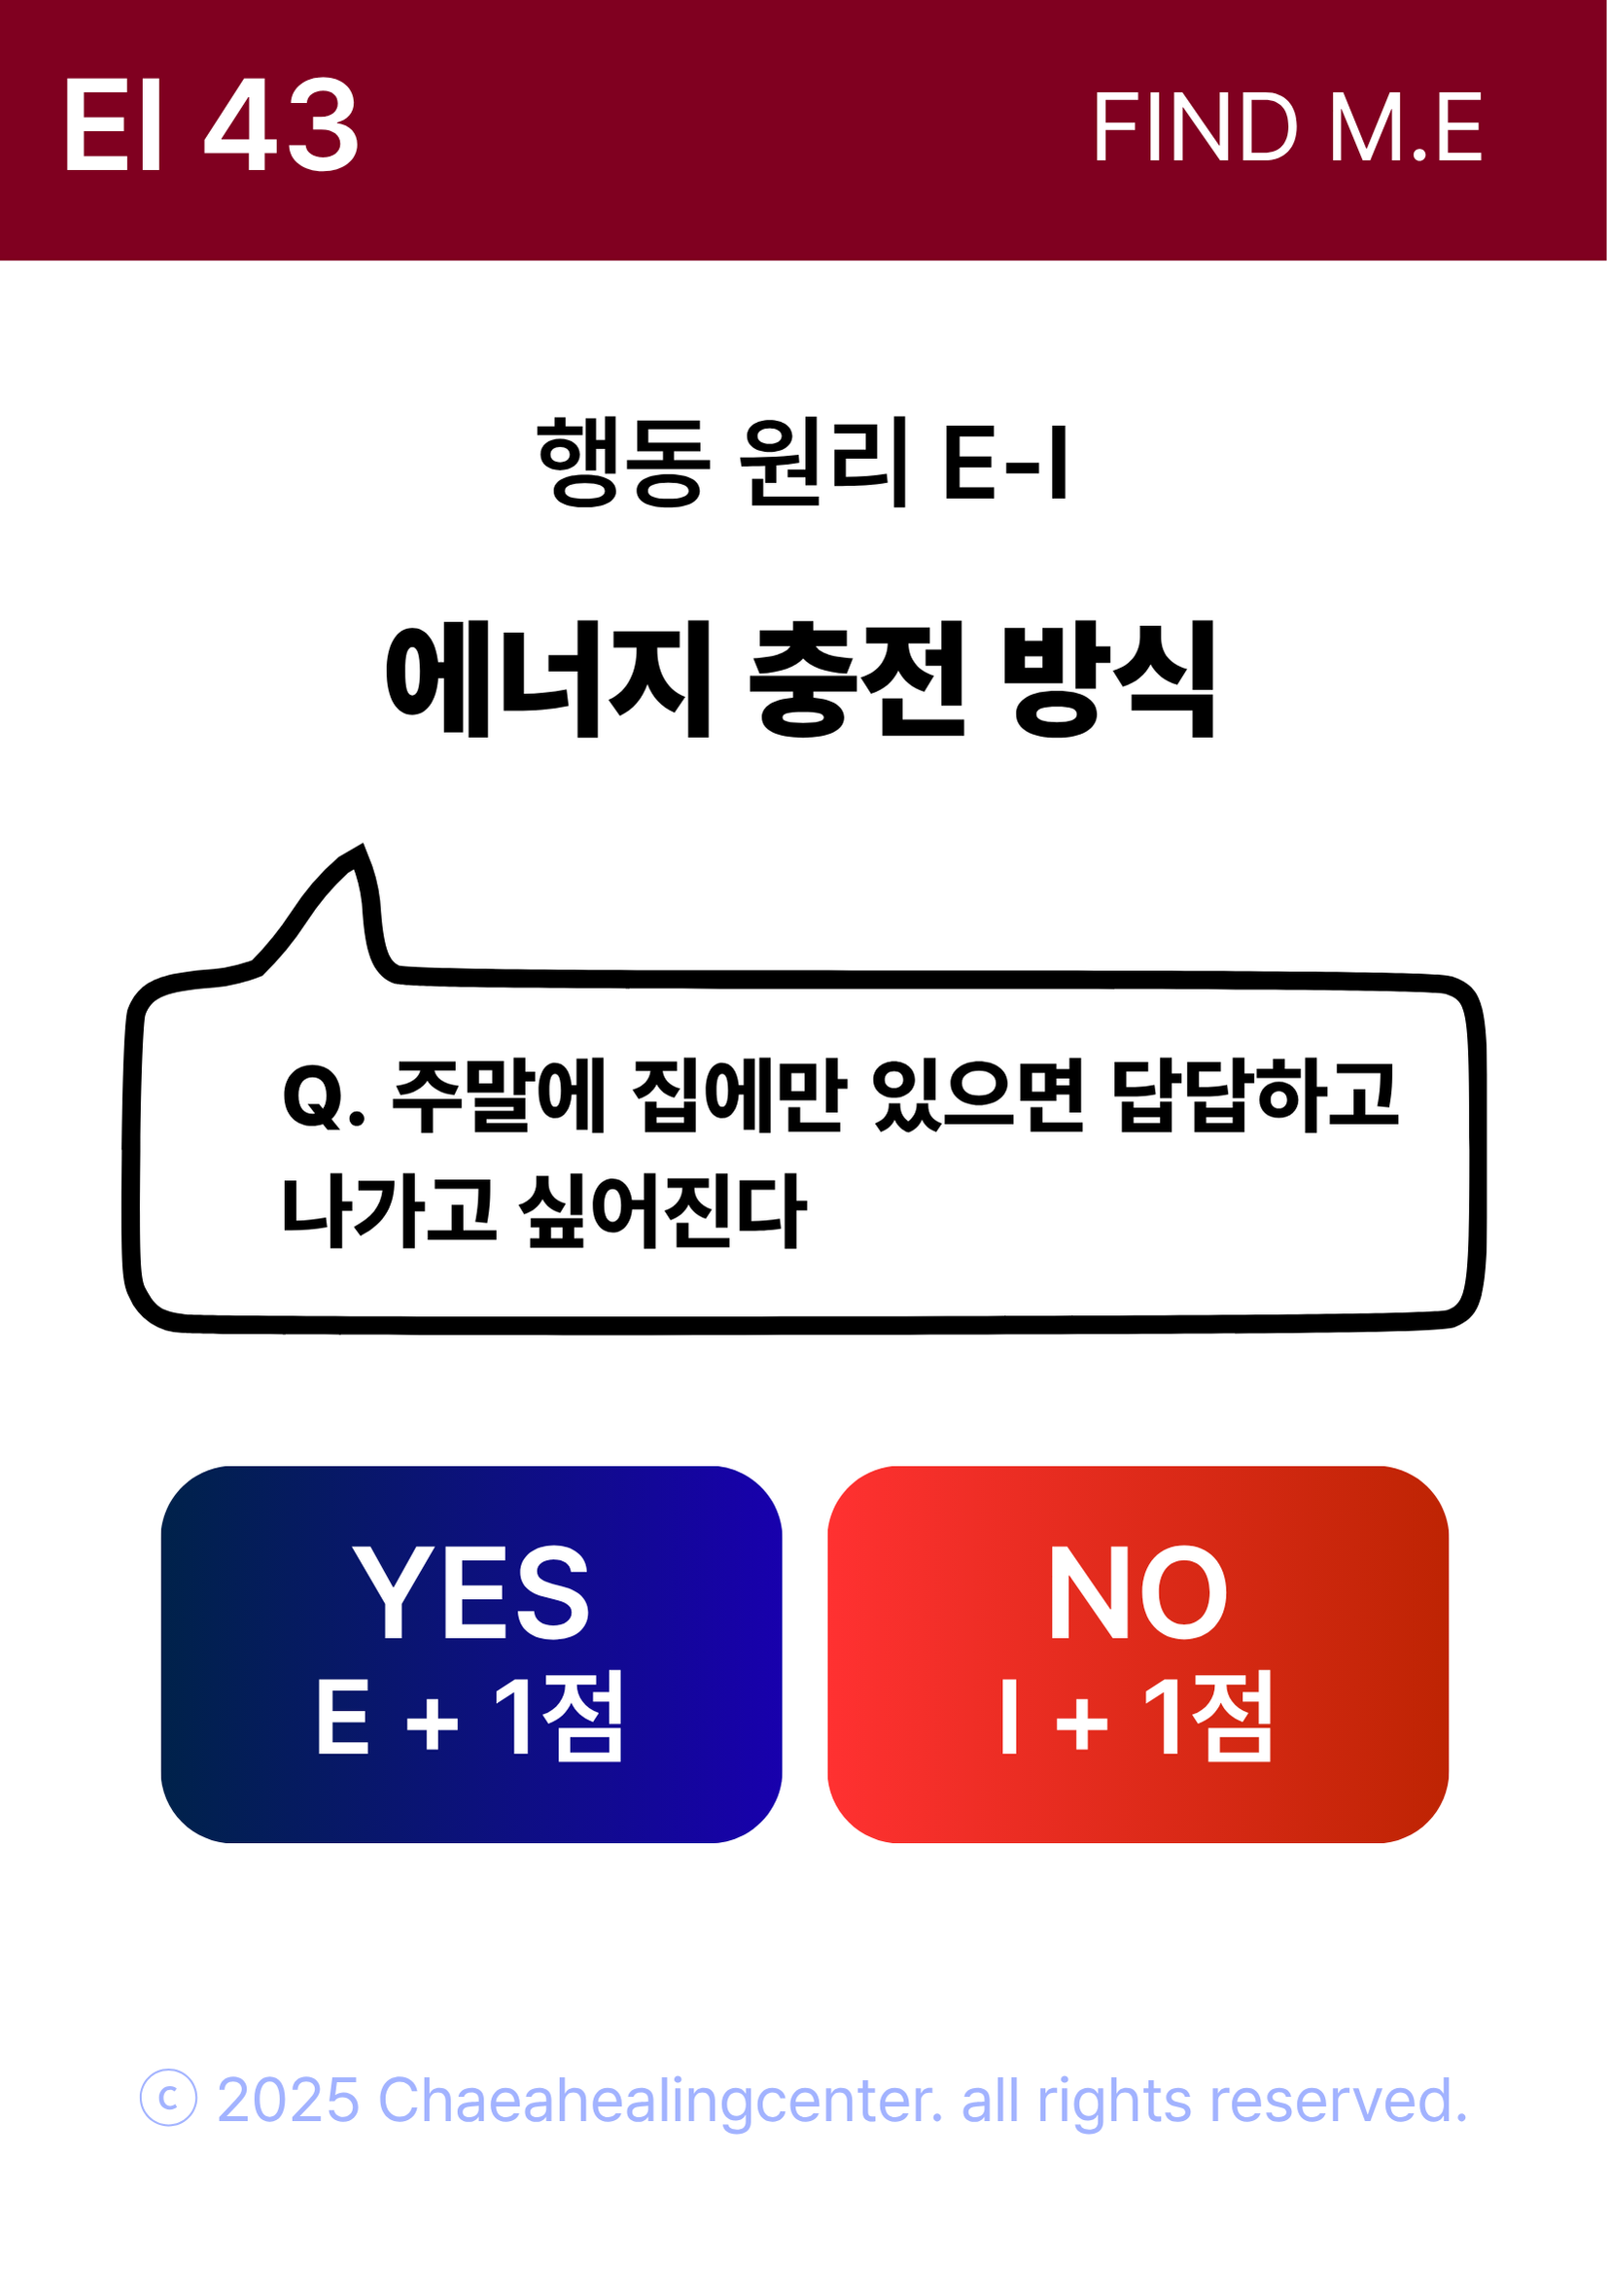 EI 43
FIND M.E
행동 원리 E-I
에너지 충전 방식
Q. 주말에 집에만 있으면 답답하고
나가고 싶어진다
YES
E + 1점
NO
I + 1점
© 2025 Chaeahealingcenter. all rights reserved.